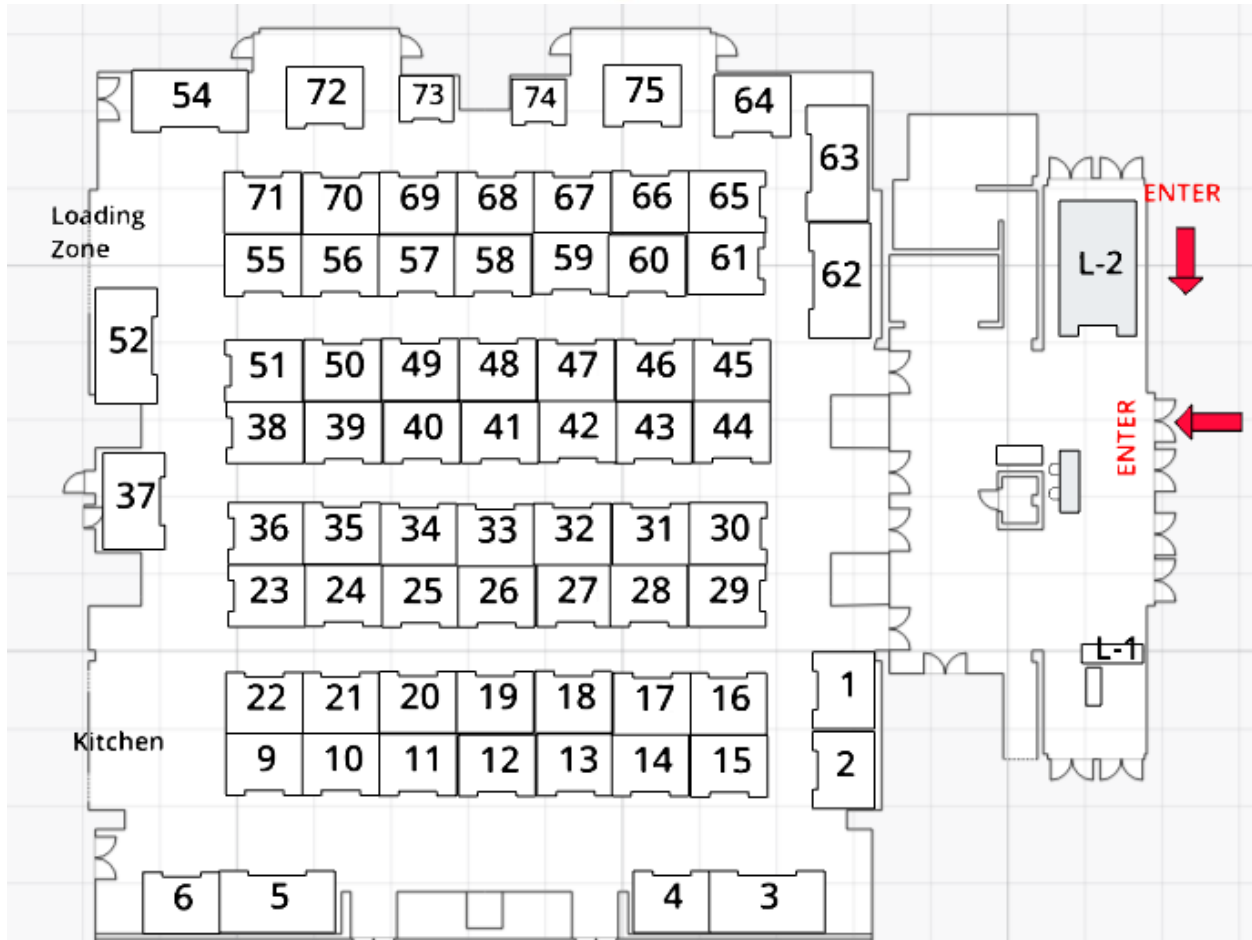 54 72 73 74 75 64
63
71 70 69 68 67 66 65
ENTER
Loading
Zone
55 56 57 58 59 60 61
62
L-2
52
51 50 49 48 47 46 45
38 39 40 41 42 43 44
ENTER
37
36 35 34 33 32 31 30
23 24 25 26 27 28 29
L-1
22 21 20 19 18 17 16
1
Kitchen
9 10 11 12 13 14 15
2
6 5 4 3